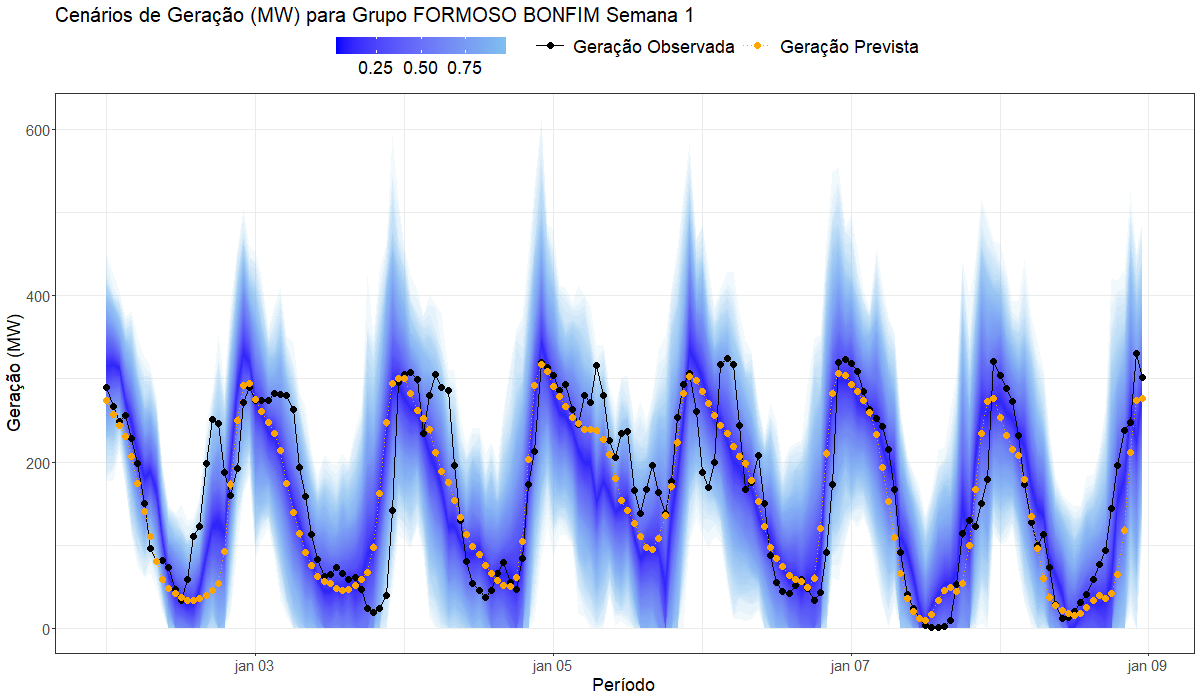 Cenários de Geração (MW) para Grupo FORMOSO BONFIM Semana 1
0.25 0.50 0.75 Geração Observada Geração Prevista
Geração (MW)
600
400
200
0
jan 03 jan 05 jan 07 jan 09
Período